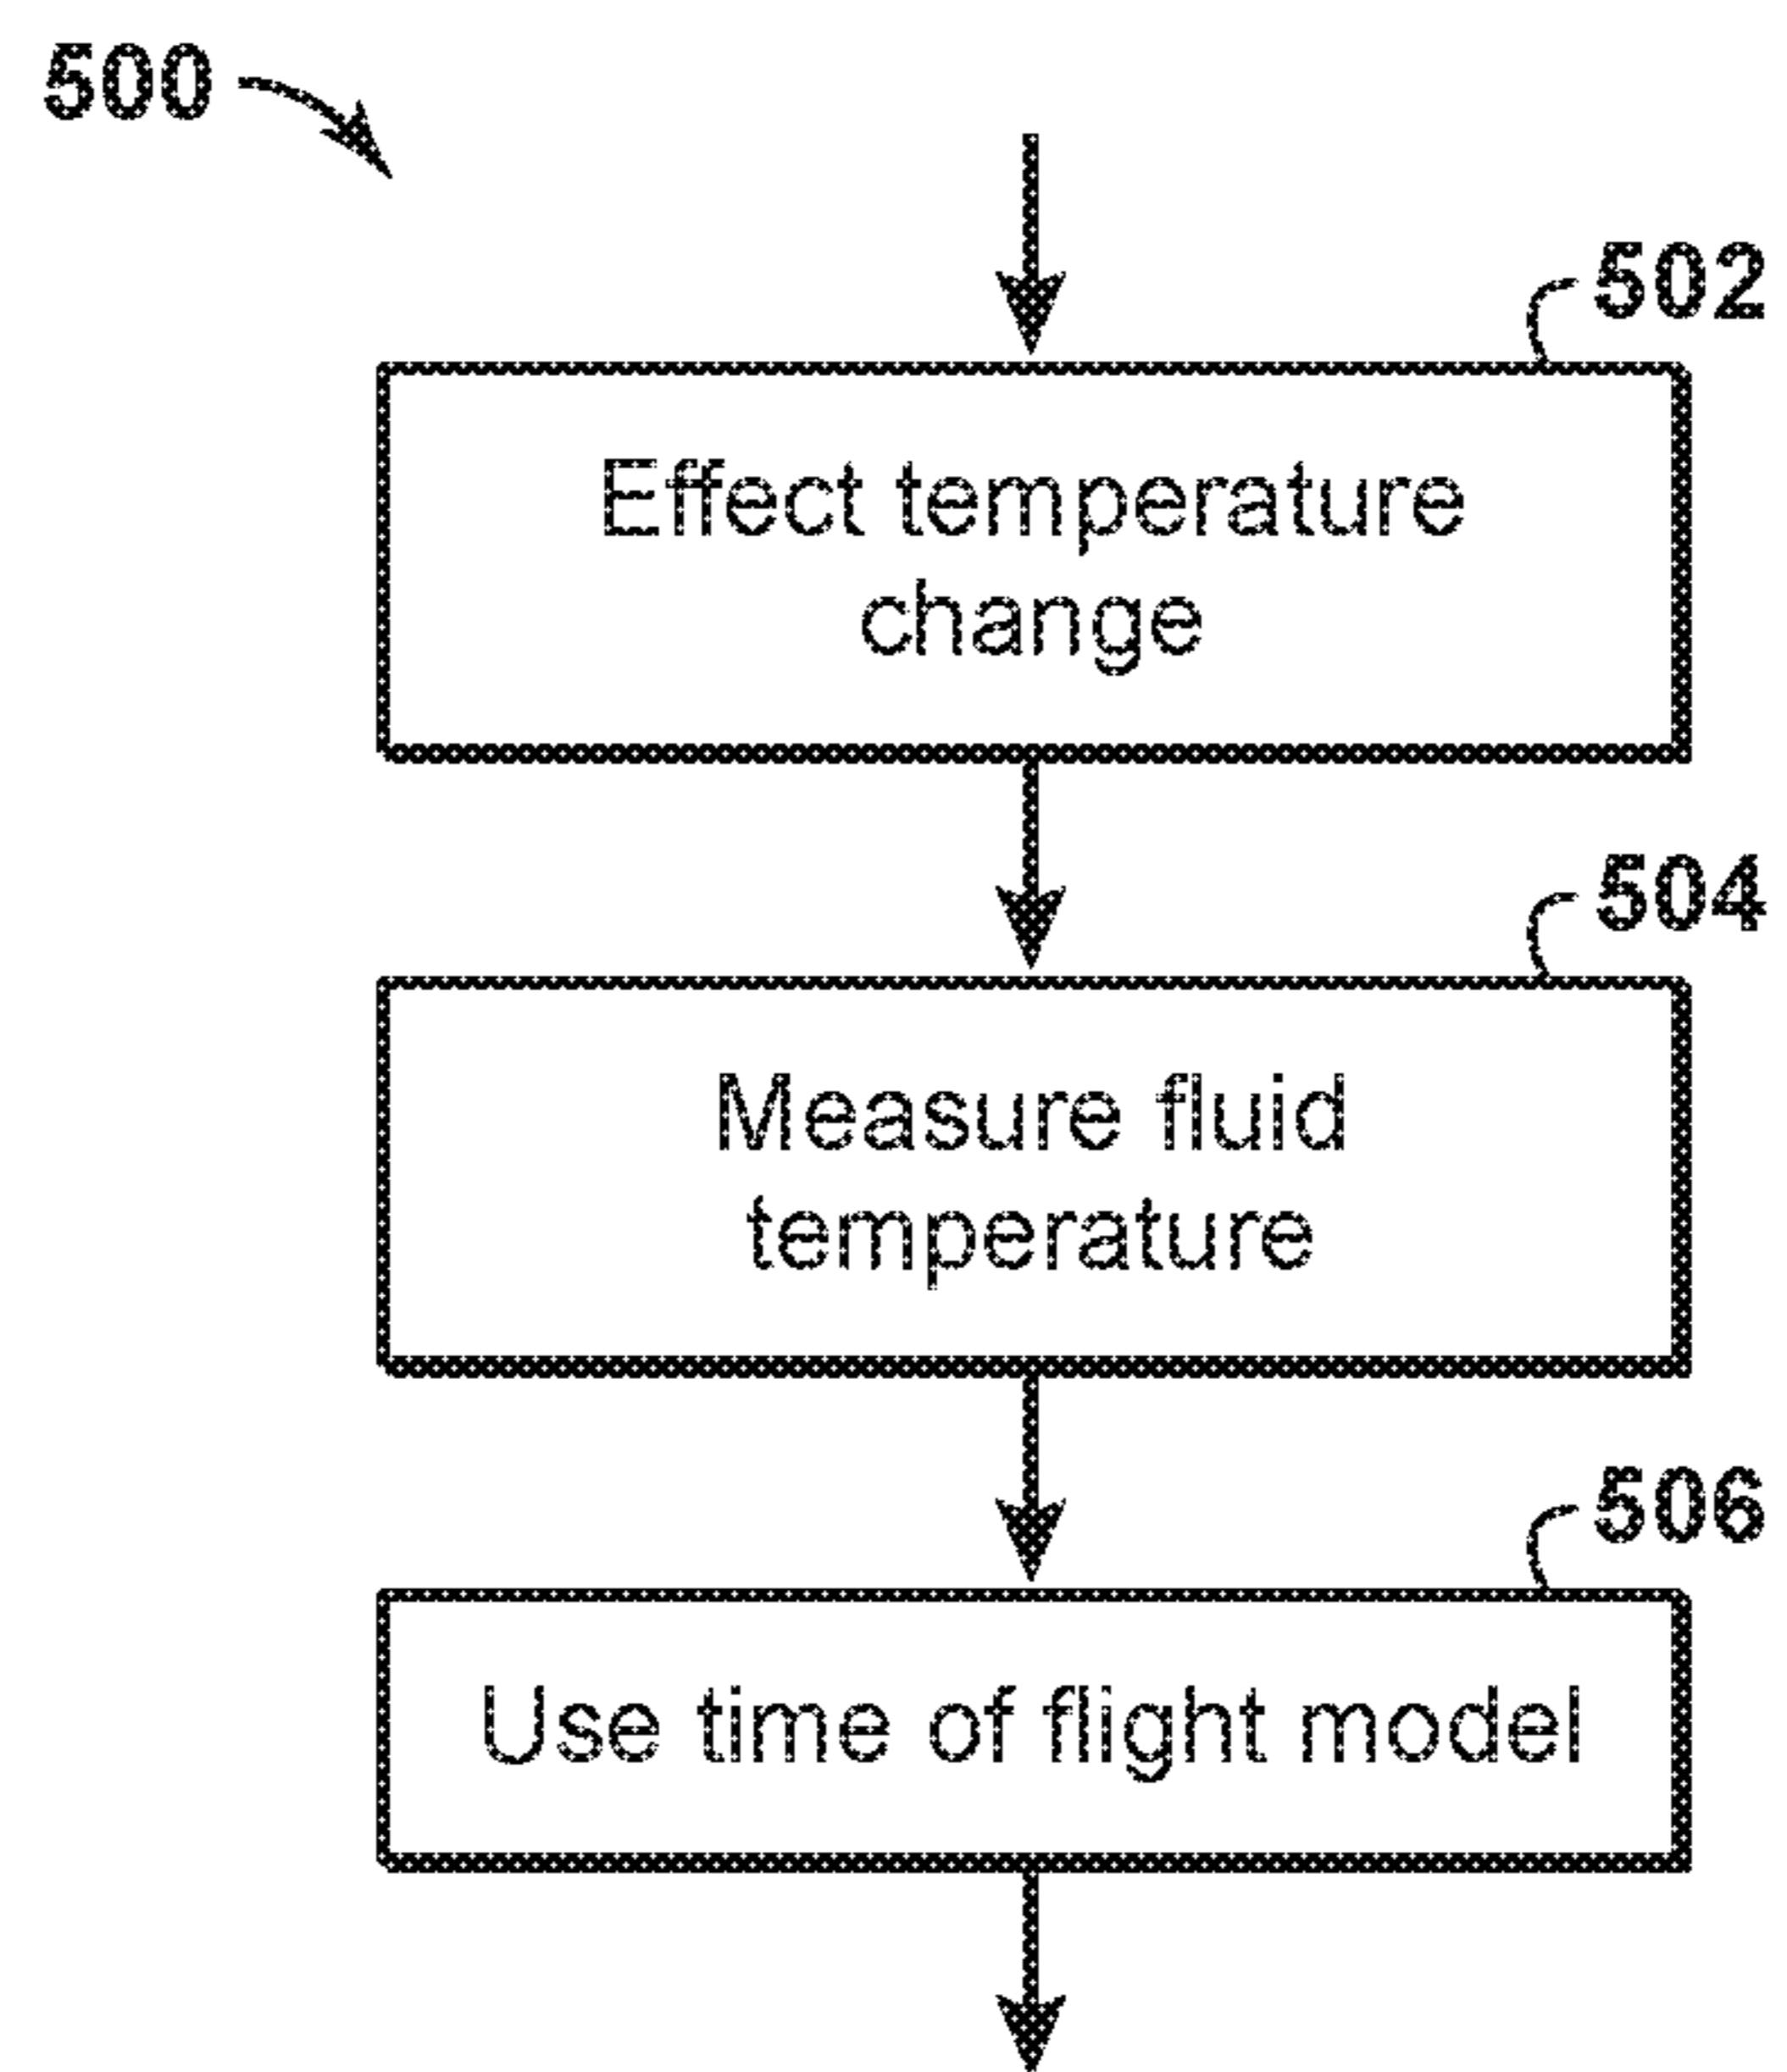 500
502
Effect temperature
change
504
Measure fluid
temperature
506
Use time of flight model